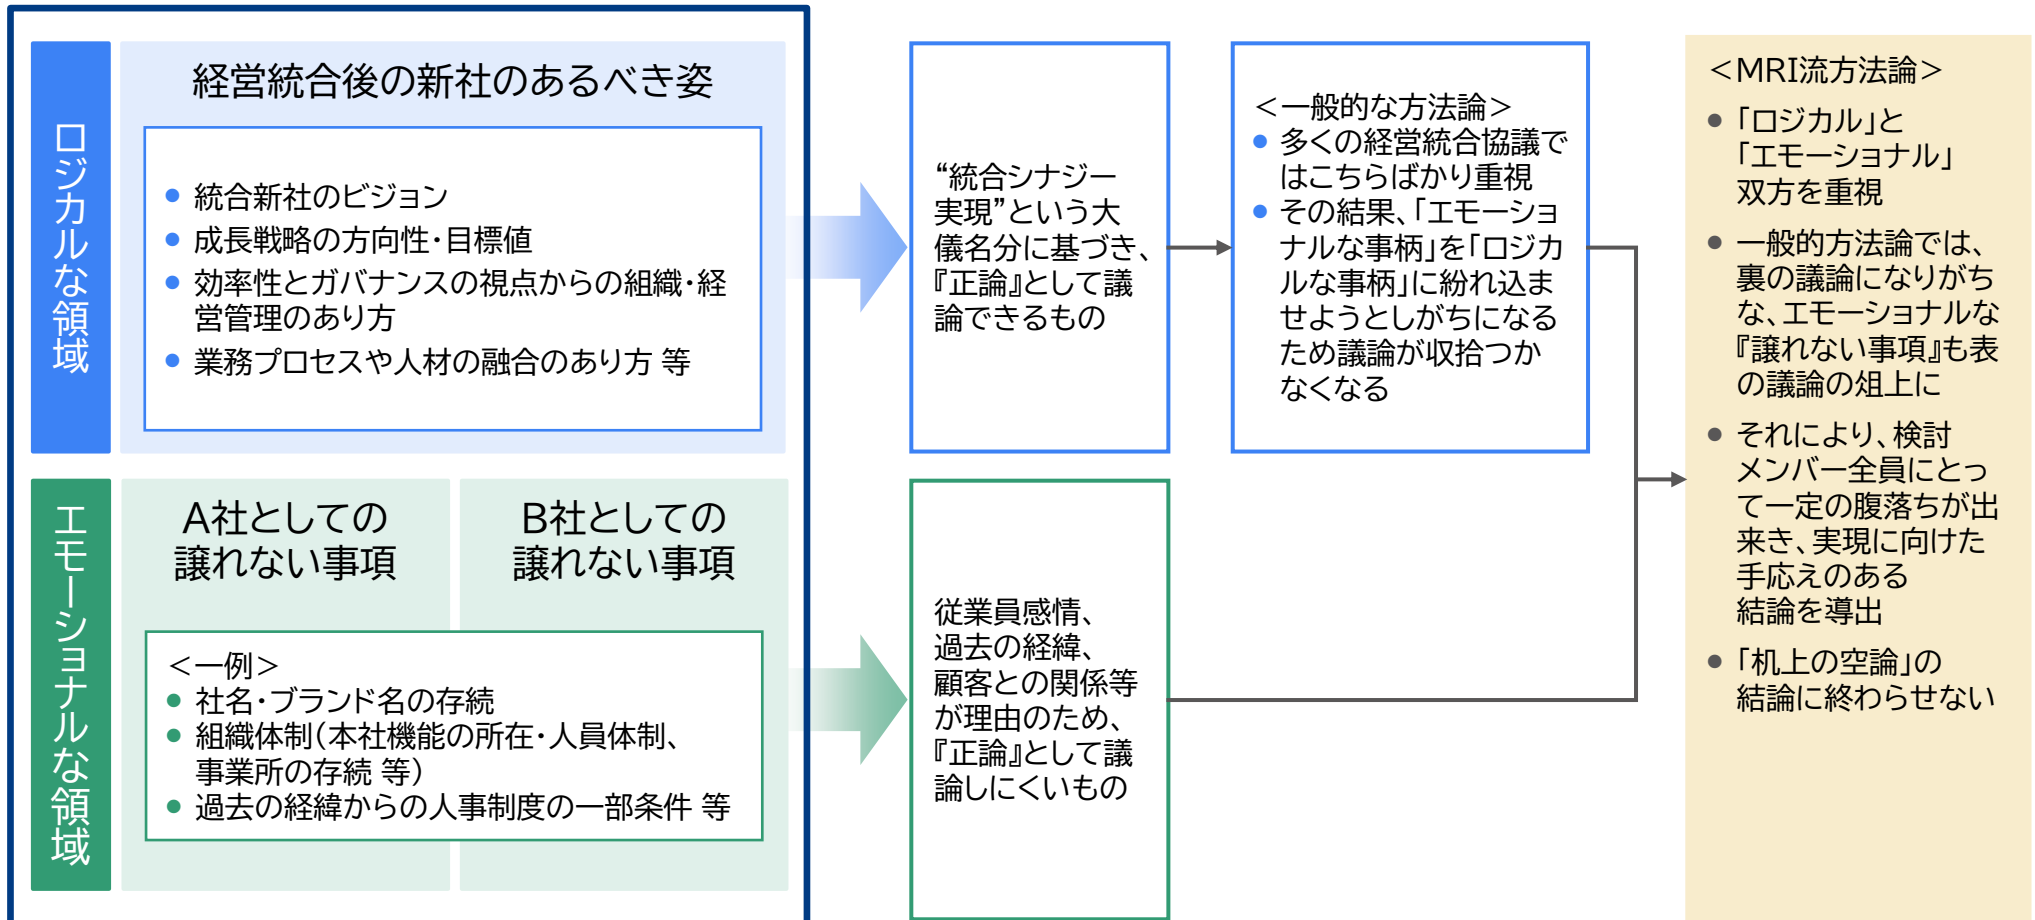 ロジカルな領域
経営統合後の新社のあるべき姿
● 統合新社のビジョン
● 成長戦略の方向性・目標値
● 効率性とガバナンスの視点からの組織・経
営管理のあり方
● 業務プロセスや人材の融合のあり方 等
“統合シナジー
実現”という大
儀名分に基づき、
『正論』として議
論できるもの
＜一般的な方法論＞
● 多くの経営統合協議で
はこちらばかり重視
● その結果、「エモーショ
ナルな事柄」を「ロジカ
ルな事柄」に紛れ込ま
せようとしがちになる
ため議論が収拾つか
なくなる
エモーショナルな領域
A社としての
譲れない事項
B社としての
譲れない事項
＜一例＞
● 社名・ブランド名の存続
● 組織体制（本社機能の所在・人員体制、
事業所の存続 等）
● 過去の経緯からの人事制度の一部条件 等
従業員感情、
過去の経緯、
顧客との関係等
が理由のため、
『正論』として議
論しにくいもの
＜MRI流方法論＞
● 「ロジカル」と
「エモーショナル」
双方を重視
● 一般的方法論では、
裏の議論になりがち
な、エモーショナルな
『譲れない事項』も表
の議論の俎上に
● それにより、検討
メンバー全員にとっ
て一定の腹落ちが出
来き、実現に向けた
手応えのある
結論を導出
● 「机上の空論」の
結論に終わらせない